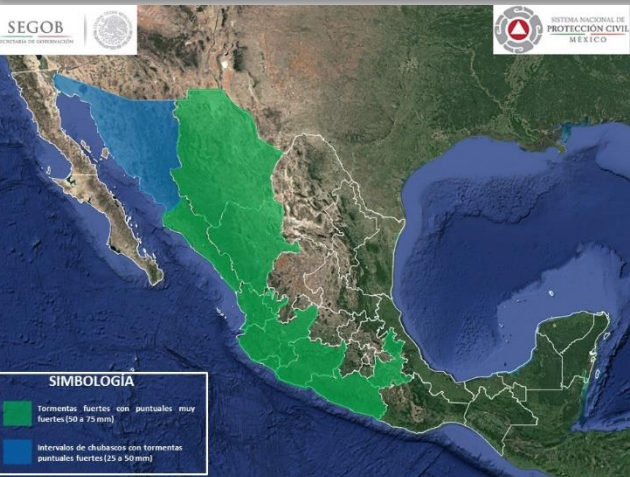 SEGOB
SECRETARÍA DE GOBERNACIÓN
SISTEMA NACIONAL DE
PROTECCIÓN CIVIL
MÉXICO
SIMBOLOGÍA
Tormentas fuertes con puntuales muy
fuertes (50 a 75 mm)
Intervalos de chubascos con tormentas
puntuales fuertes (25 a 50 mm)